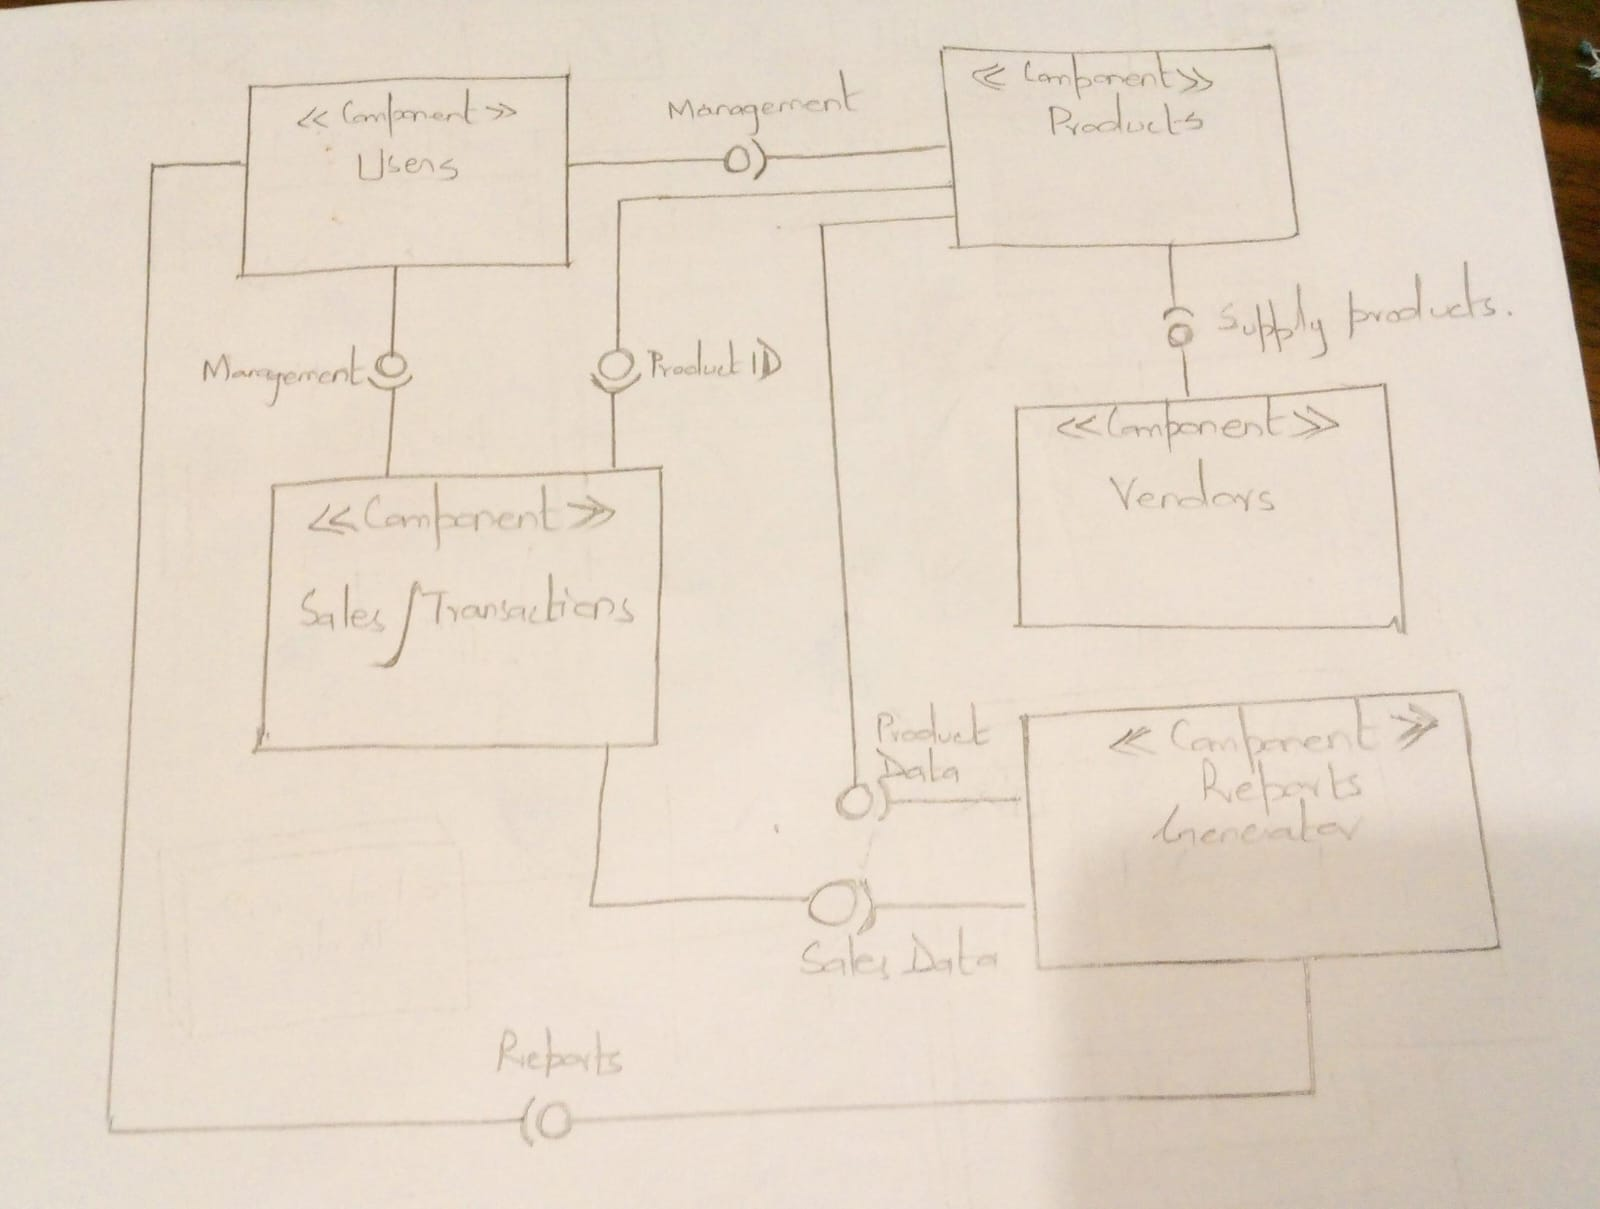 << Component >>
Users
Management
<< Component >>
Products
Management
Product ID
Supply products.
<< Component >>
Vendors
<< Component >>
Sales / Transactions
Product
Data
<< Component >>
Reports
Generator
Sales Data
Reports